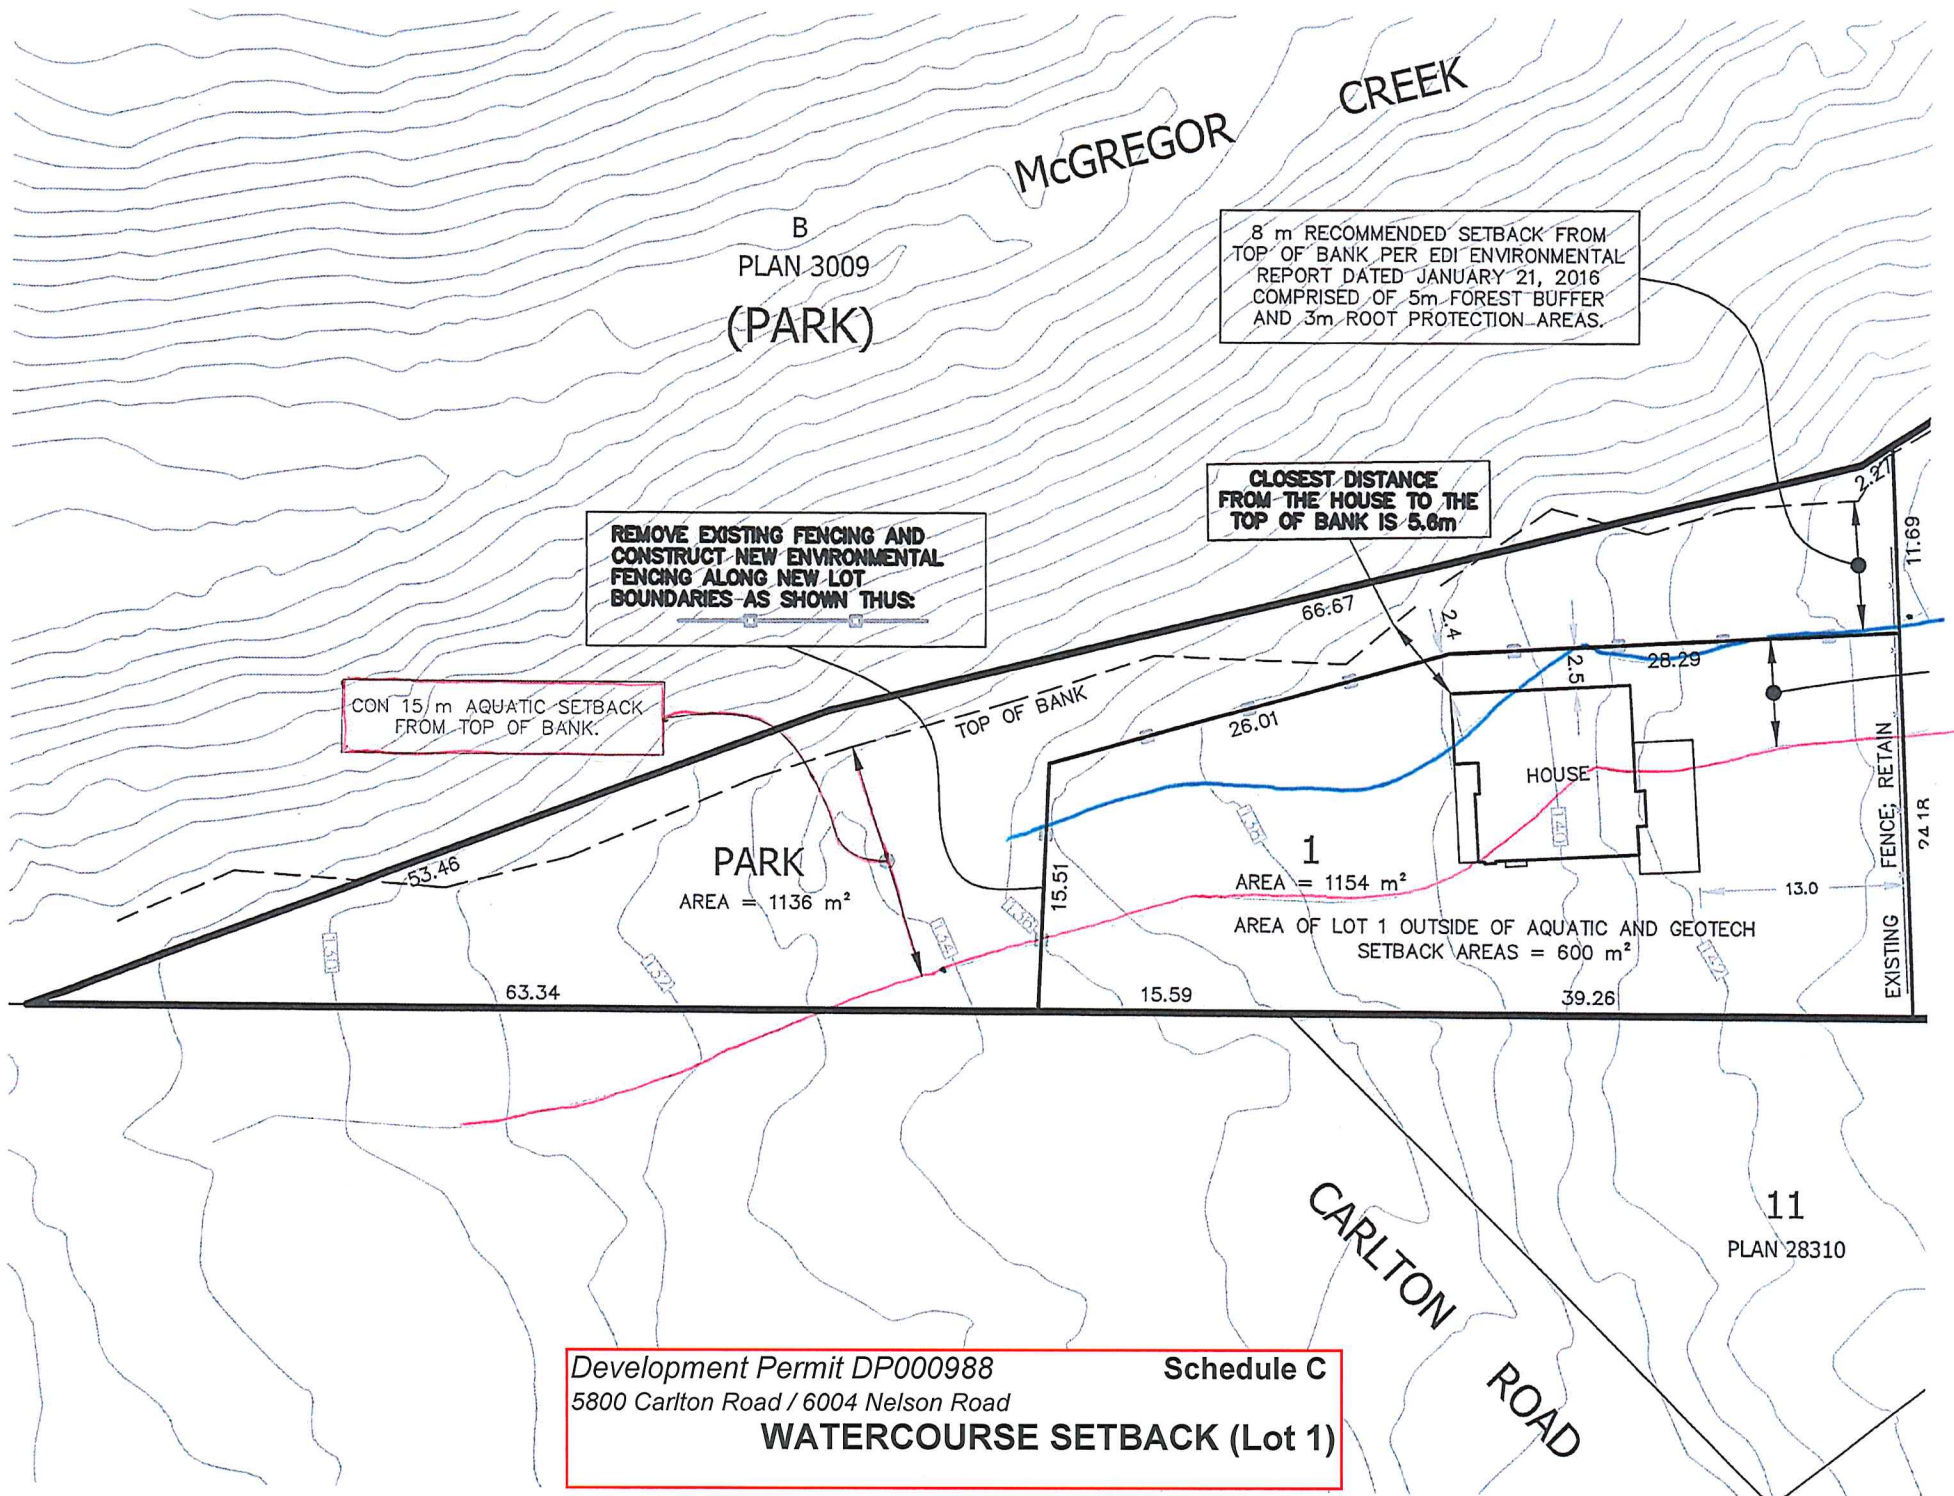 McGREGOR CREEK
B
PLAN 3009
(PARK)
8 m RECOMMENDED SETBACK FROM
TOP OF BANK PER EDI ENVIRONMENTAL
REPORT DATED JANUARY 21, 2016
COMPRISED OF 5m FOREST BUFFER
AND 3m ROOT PROTECTION AREAS.
CLOSEST DISTANCE
FROM THE HOUSE TO THE
TOP OF BANK IS 5.6m
REMOVE EXISTING FENCING AND
CONSTRUCT NEW ENVIRONMENTAL
FENCING ALONG NEW LOT
BOUNDARIES AS SHOWN THUS:
CON 15 m AQUATIC SETBACK
FROM TOP OF BANK.
2.27
11.69
66.67
2.4
2.5
28.29
TOP OF BANK
26.01
53.46
PARK
AREA = 1136 m²
15.51
HOUSE
1
AREA = 1154 m²
AREA OF LOT 1 OUTSIDE OF AQUATIC AND GEOTECH
SETBACK AREAS = 600 m²
13.0
EXISTING FENCE; RETAIN
24.18
132
134
140
142
63.34
15.59
39.26
CARLTON ROAD
11
PLAN 28310
Development Permit DP000988
Schedule C
5800 Carlton Road / 6004 Nelson Road
WATERCOURSE SETBACK (Lot 1)